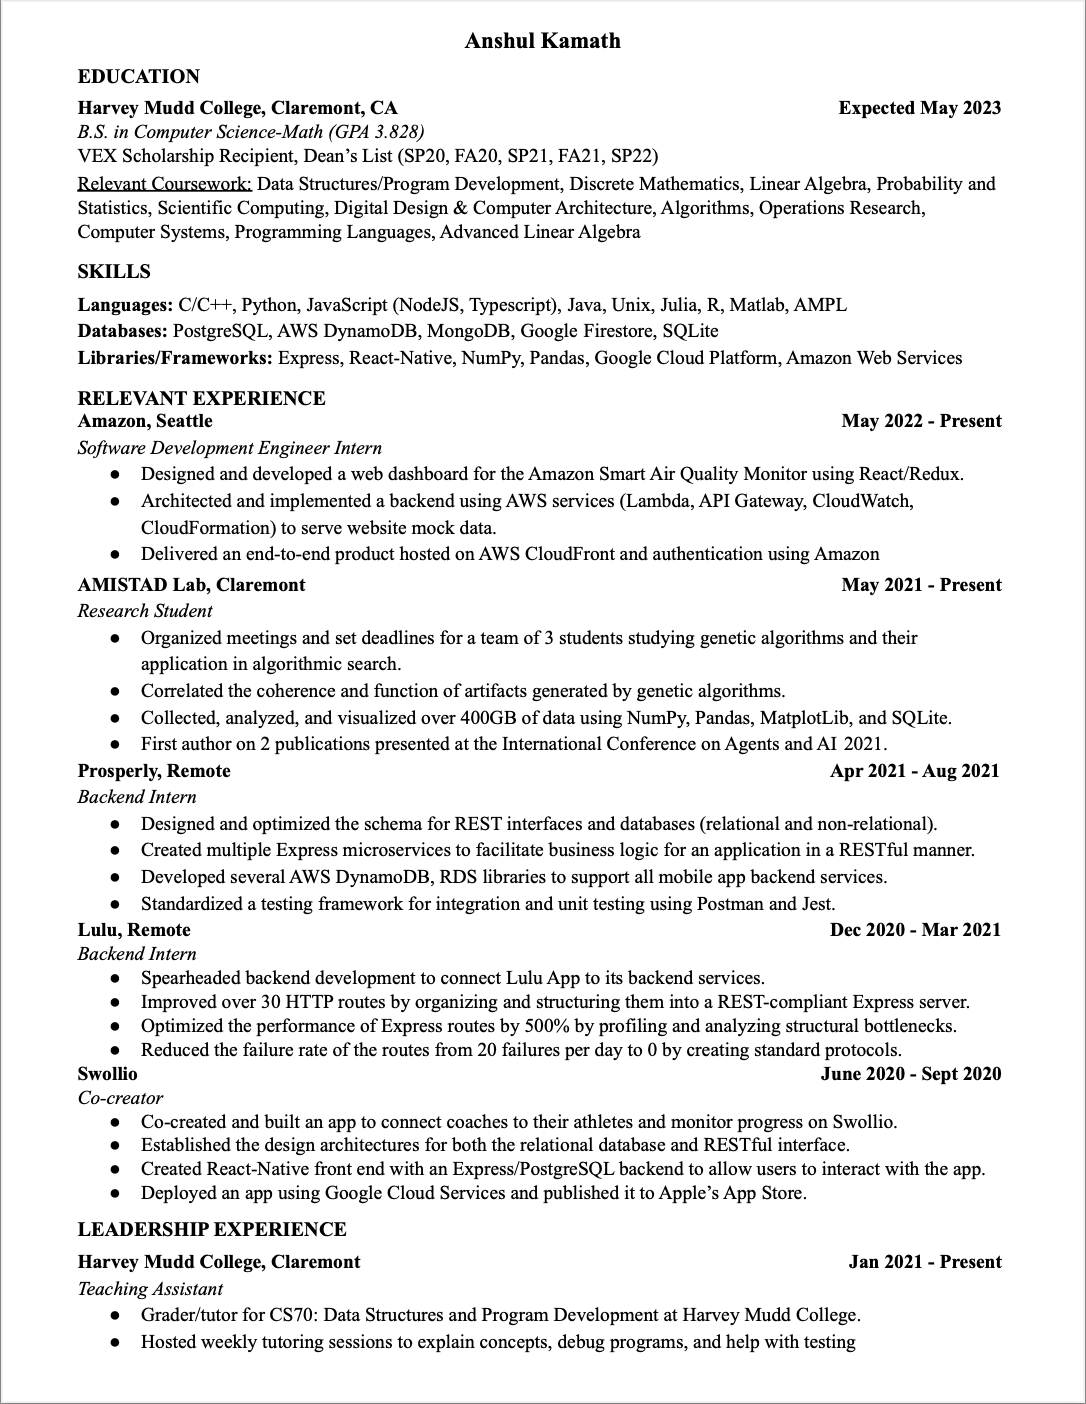 Anshul Kamath
EDUCATION
Harvey Mudd College, Claremont, CA Expected May 2023
B.S. in Computer Science-Math (GPA 3.828)
VEX Scholarship Recipient, Dean’s List (SP20, FA20, SP21, FA21, SP22)
Relevant Coursework: Data Structures/Program Development, Discrete Mathematics, Linear Algebra, Probability and
Statistics, Scientific Computing, Digital Design & Computer Architecture, Algorithms, Operations Research,
Computer Systems, Programming Languages, Advanced Linear Algebra
SKILLS
Languages: C/C++, Python, JavaScript (NodeJS, Typescript), Java, Unix, Julia, R, Matlab, AMPL
Databases: PostgreSQL, AWS DynamoDB, MongoDB, Google Firestore, SQLite
Libraries/Frameworks: Express, React-Native, NumPy, Pandas, Google Cloud Platform, Amazon Web Services
RELEVANT EXPERIENCE
Amazon, Seattle May 2022 - Present
Software Development Engineer Intern
● Designed and developed a web dashboard for the Amazon Smart Air Quality Monitor using React/Redux.
● Architected and implemented a backend using AWS services (Lambda, API Gateway, CloudWatch,
CloudFormation) to serve website mock data.
● Delivered an end-to-end product hosted on AWS CloudFront and authentication using Amazon
AMISTAD Lab, Claremont May 2021 - Present
Research Student
● Organized meetings and set deadlines for a team of 3 students studying genetic algorithms and their
application in algorithmic search.
● Correlated the coherence and function of artifacts generated by genetic algorithms.
● Collected, analyzed, and visualized over 400GB of data using NumPy, Pandas, MatplotLib, and SQLite.
● First author on 2 publications presented at the International Conference on Agents and AI 2021.
Prosperly, Remote Apr 2021 - Aug 2021
Backend Intern
● Designed and optimized the schema for REST interfaces and databases (relational and non-relational).
● Created multiple Express microservices to facilitate business logic for an application in a RESTful manner.
● Developed several AWS DynamoDB, RDS libraries to support all mobile app backend services.
● Standardized a testing framework for integration and unit testing using Postman and Jest.
Lulu, Remote Dec 2020 - Mar 2021
Backend Intern
● Spearheaded backend development to connect Lulu App to its backend services.
● Improved over 30 HTTP routes by organizing and structuring them into a REST-compliant Express server.
● Optimized the performance of Express routes by 500% by profiling and analyzing structural bottlenecks.
● Reduced the failure rate of the routes from 20 failures per day to 0 by creating standard protocols.
Swollio June 2020 - Sept 2020
Co-creator
● Co-created and built an app to connect coaches to their athletes and monitor progress on Swollio.
● Established the design architectures for both the relational database and RESTful interface.
● Created React-Native front end with an Express/PostgreSQL backend to allow users to interact with the app.
● Deployed an app using Google Cloud Services and published it to Apple’s App Store.
LEADERSHIP EXPERIENCE
Harvey Mudd College, Claremont Jan 2021 - Present
Teaching Assistant
● Grader/tutor for CS70: Data Structures and Program Development at Harvey Mudd College.
● Hosted weekly tutoring sessions to explain concepts, debug programs, and help with testing